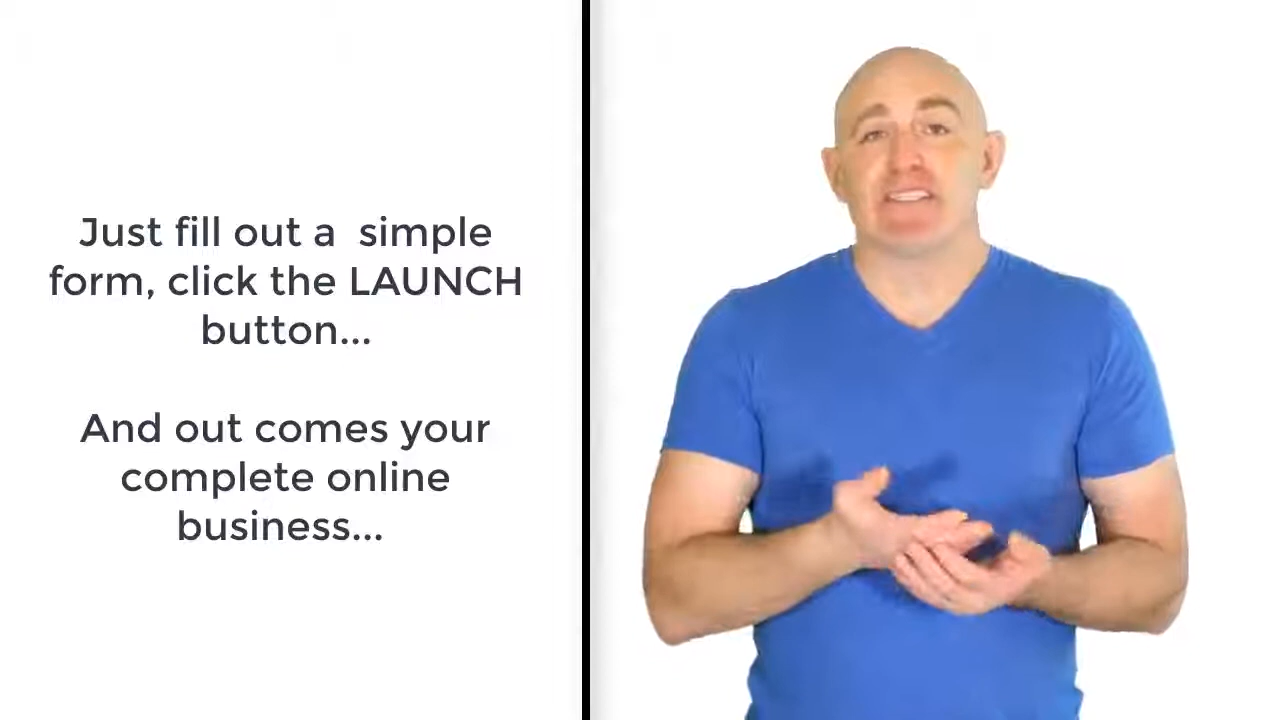 Just fill out a  simple
form, click the LAUNCH
button...
And out comes your
complete online
business...